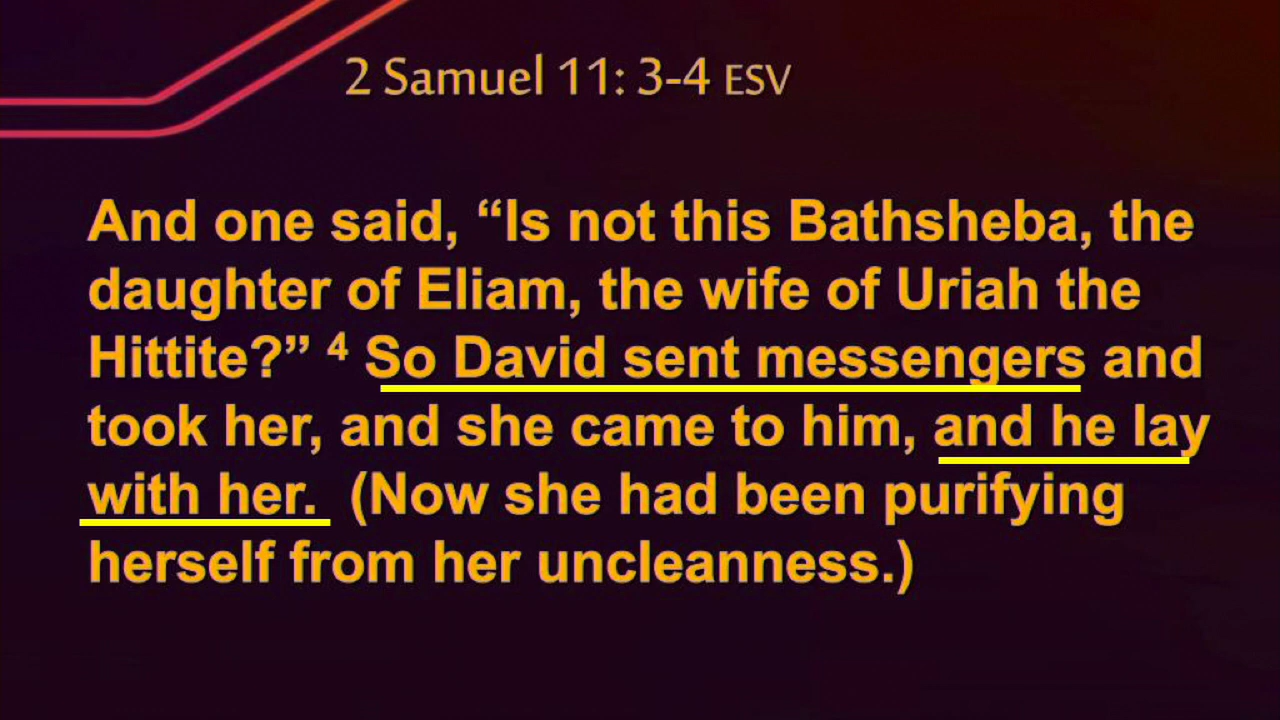 2 Samuel 11: 3-4 ESV
And one said, “Is not this Bathsheba, the
daughter of Eliam, the wife of Uriah the
Hittite?” ⁴ So David sent messengers and
took her, and she came to him, and he lay
with her.  (Now she had been purifying
herself from her uncleanness.)